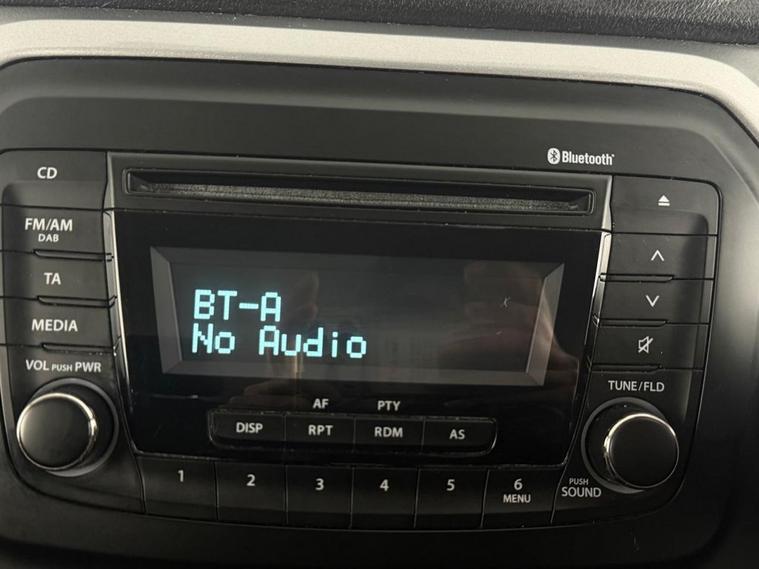 Bluetooth
CD
FM/AM
DAB
TA
MEDIA
VOL PUSH PWR
BT-A
No Audio
TUNE/FLD
AF
PTY
DISP
RPT
RDM
AS
1
2
3
4
5
6
MENU
PUSH
SOUND